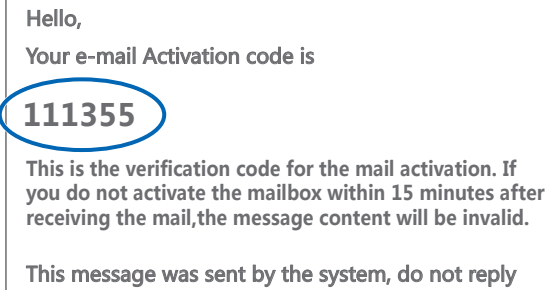 Hello,
Your e-mail Activation code is
111355
This is the verification code for the mail activation. If
you do not activate the mailbox within 15 minutes after
receiving the mail,the message content will be invalid.
This message was sent by the system, do not reply